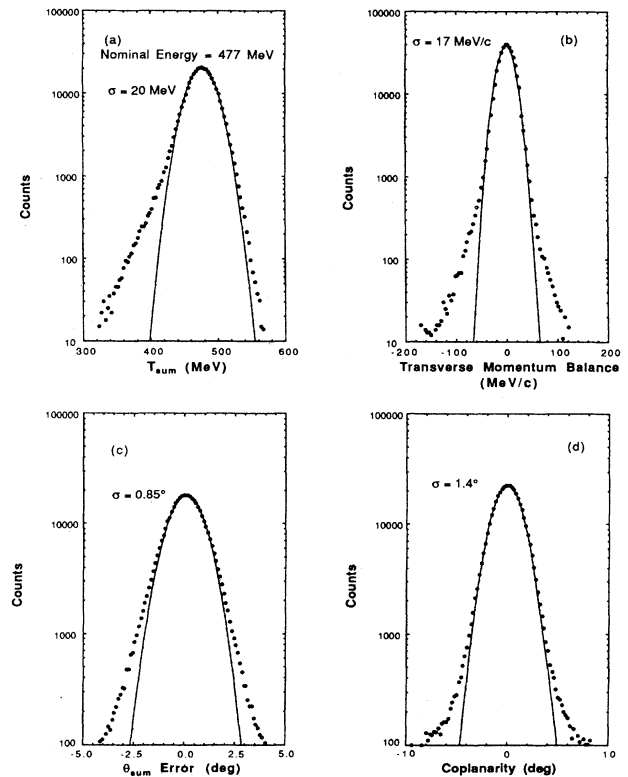 (a)
Nominal Energy = 477 MeV
σ = 20 MeV
100000
10000
1000
100
10
Counts
300 400 500 600
T_sum (MeV)
(b)
σ = 17 MeV/c
100000
10000
1000
100
10
Counts
-200 -100 0 100 200
Transverse Momentum Balance
(MeV/c)
(c)
σ = 0.85°
100000
10000
1000
100
Counts
-5.0 -2.5 0.0 2.5 5.0
θ_sum Error (deg)
(d)
σ = 1.4°
100000
10000
1000
100
Counts
-10 0 10
Coplanarity (deg)